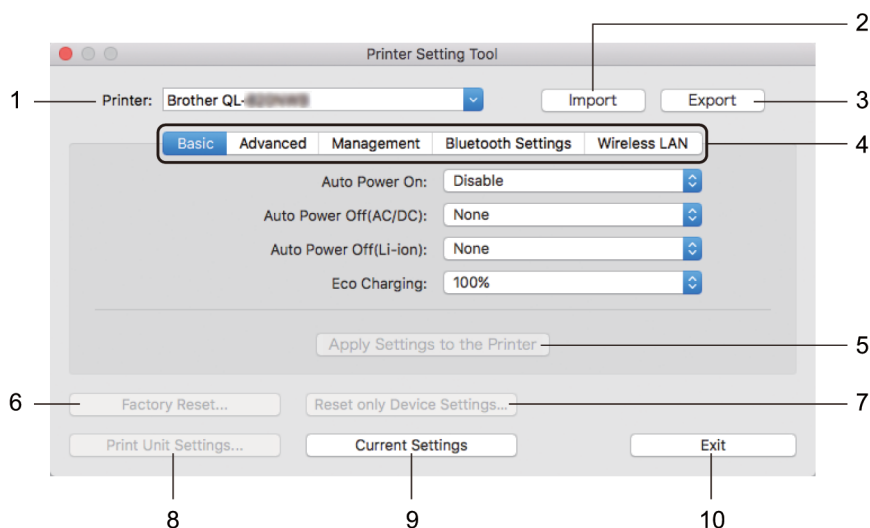 2
Printer Setting Tool
1 Printer: Brother QL- Import Export 3
Basic Advanced Management Bluetooth Settings Wireless LAN 4
Auto Power On: Disable
Auto Power Off(AC/DC): None
Auto Power Off(Li-ion): None
Eco Charging: 100%
Apply Settings to the Printer 5
6 Factory Reset... Reset only Device Settings... 7
Print Unit Settings... Current Settings Exit
8 9 10